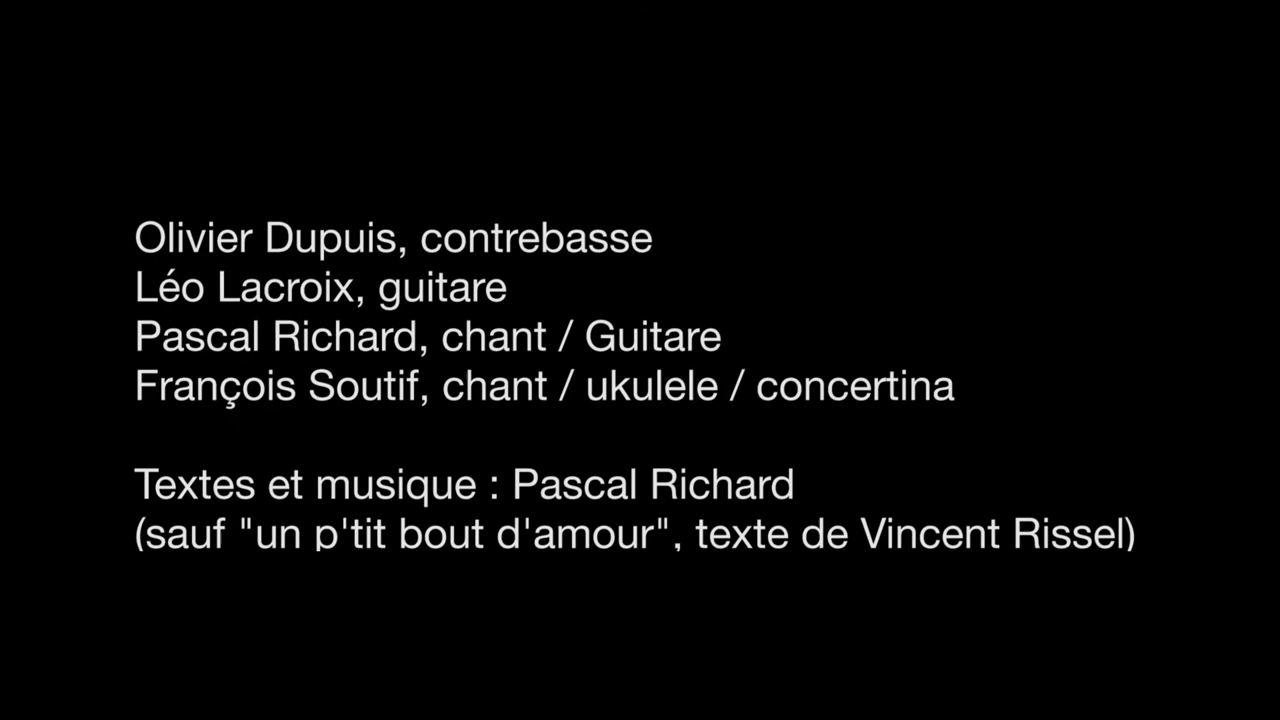 Olivier Dupuis, contrebasse
Léo Lacroix, guitare
Pascal Richard, chant / Guitare
François Soutif, chant / ukulele / concertina
Textes et musique : Pascal Richard
(sauf "un p'tit bout d'amour", texte de Vincent Rissel)